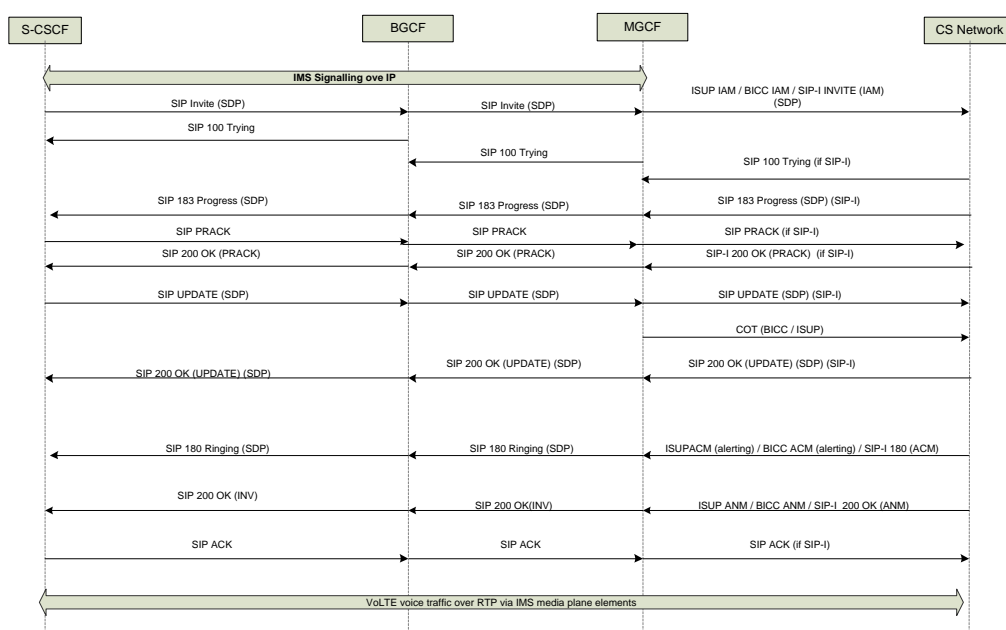 S-CSCF
BGCF
MGCF
CS Network
IMS Signalling ove IP
SIP Invite (SDP)
SIP Invite (SDP)
ISUP IAM / BICC IAM / SIP-I INVITE (IAM)
(SDP)
SIP 100 Trying
SIP 100 Trying
SIP 100 Trying (if SIP-I)
SIP 183 Progress (SDP)
SIP 183 Progress (SDP)
SIP 183 Progress (SDP) (SIP-I)
SIP PRACK
SIP PRACK
SIP PRACK (if SIP-I)
SIP 200 OK (PRACK)
SIP 200 OK (PRACK)
SIP-I 200 OK (PRACK) (if SIP-I)
SIP UPDATE (SDP)
SIP UPDATE (SDP)
SIP UPDATE (SDP) (SIP-I)
COT (BICC / ISUP)
SIP 200 OK (UPDATE) (SDP)
SIP 200 OK (UPDATE) (SDP)
SIP 200 OK (UPDATE) (SDP) (SIP-I)
SIP 180 Ringing (SDP)
SIP 180 Ringing (SDP)
ISUPACM (alerting) / BICC ACM (alerting) / SIP-I 180 (ACM)
SIP 200 OK (INV)
SIP 200 OK(INV)
ISUP ANM / BICC ANM / SIP-I 200 OK (ANM)
SIP ACK
SIP ACK
SIP ACK (if SIP-I)
VoLTE voice traffic over RTP via IMS media plane elements